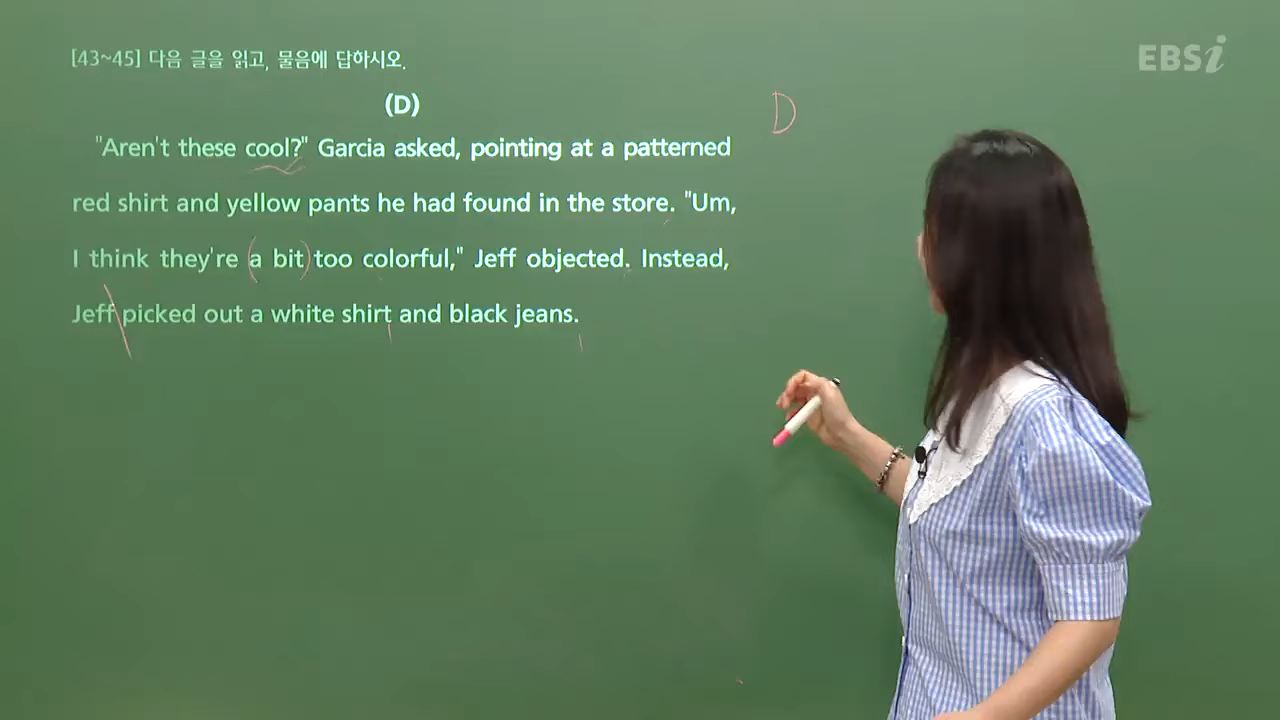 [43~45] 다음 글을 읽고, 물음에 답하시오.
EBSi
(D)
D
"Aren't these cool?" Garcia asked, pointing at a patterned
red shirt and yellow pants he had found in the store. "Um,
I think they're (a bit) too colorful," Jeff objected. Instead,
Jeff picked out a white shirt and black jeans.